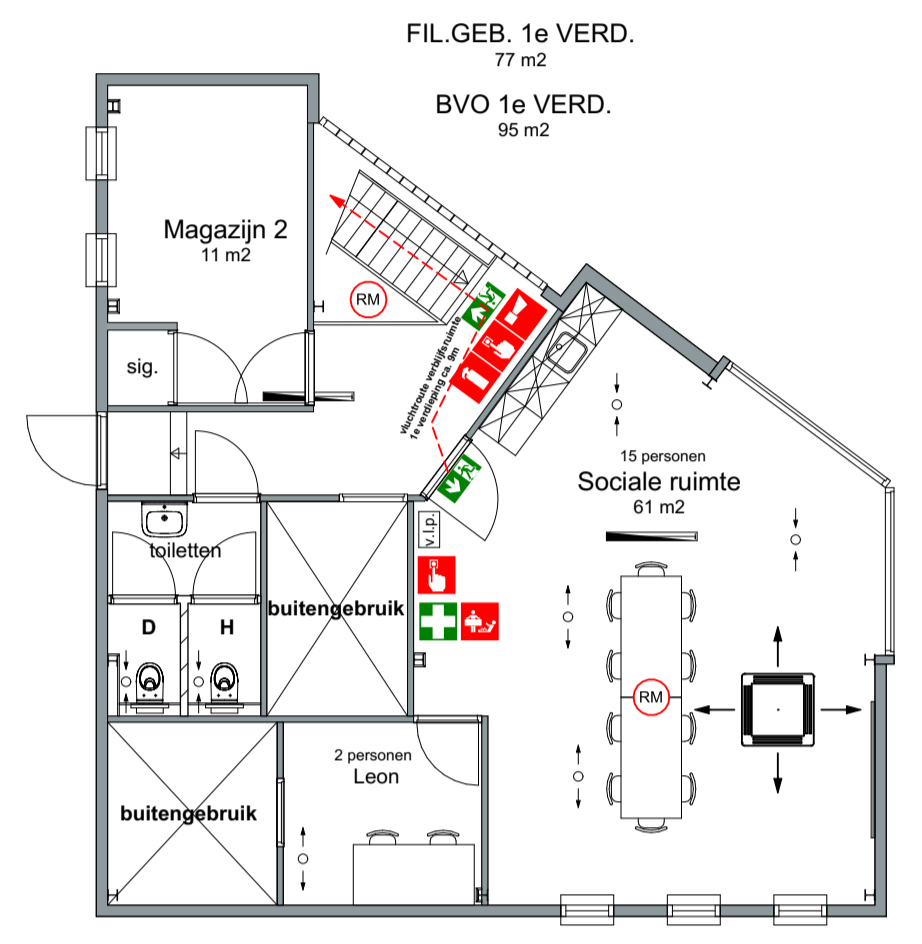 FIL.GEB. 1e VERD.
77 m2
BVO 1e VERD.
95 m2
Magazijn 2
11 m2
RM
sig.
vluchtroute verblijfsruimte
1e verdieping ca. 9m
15 personen
Sociale ruimte
61 m2
v.l.p.
toiletten
D
H
buitengebruik
RM
2 personen
Leon
buitengebruik